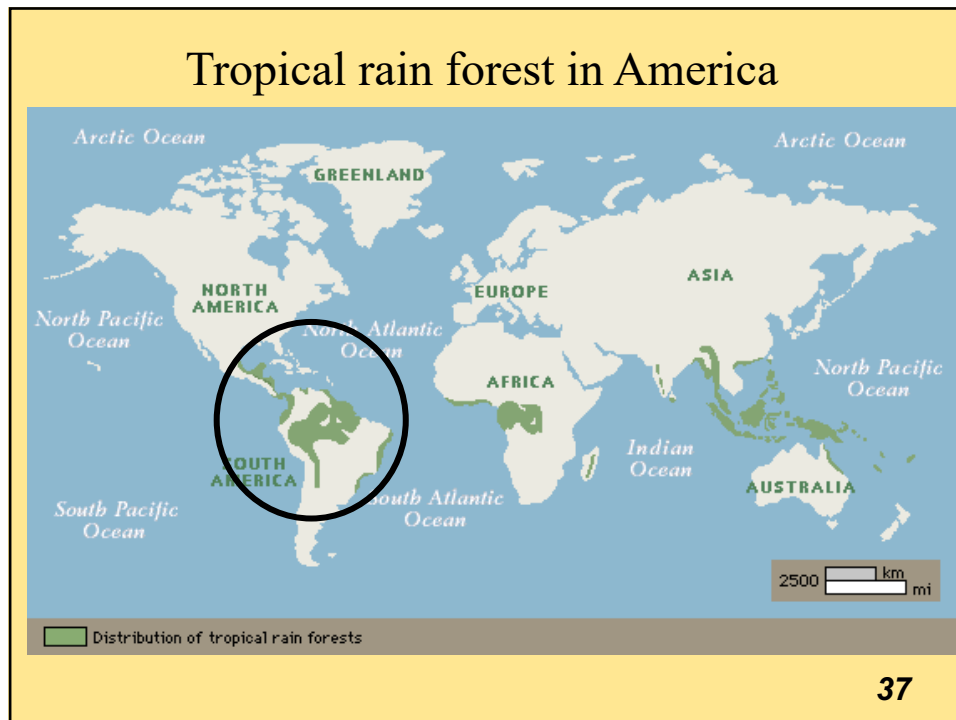 Tropical rain forest in America
Arctic Ocean
Arctic Ocean
GREENLAND
NORTH
AMERICA
EUROPE
ASIA
North Pacific
Ocean
North Atlantic
Ocean
AFRICA
North Pacific
Ocean
Indian
Ocean
SOUTH
AMERICA
South Atlantic
Ocean
AUSTRALIA
South Pacific
Ocean
2500 km
mi
Distribution of tropical rain forests
37